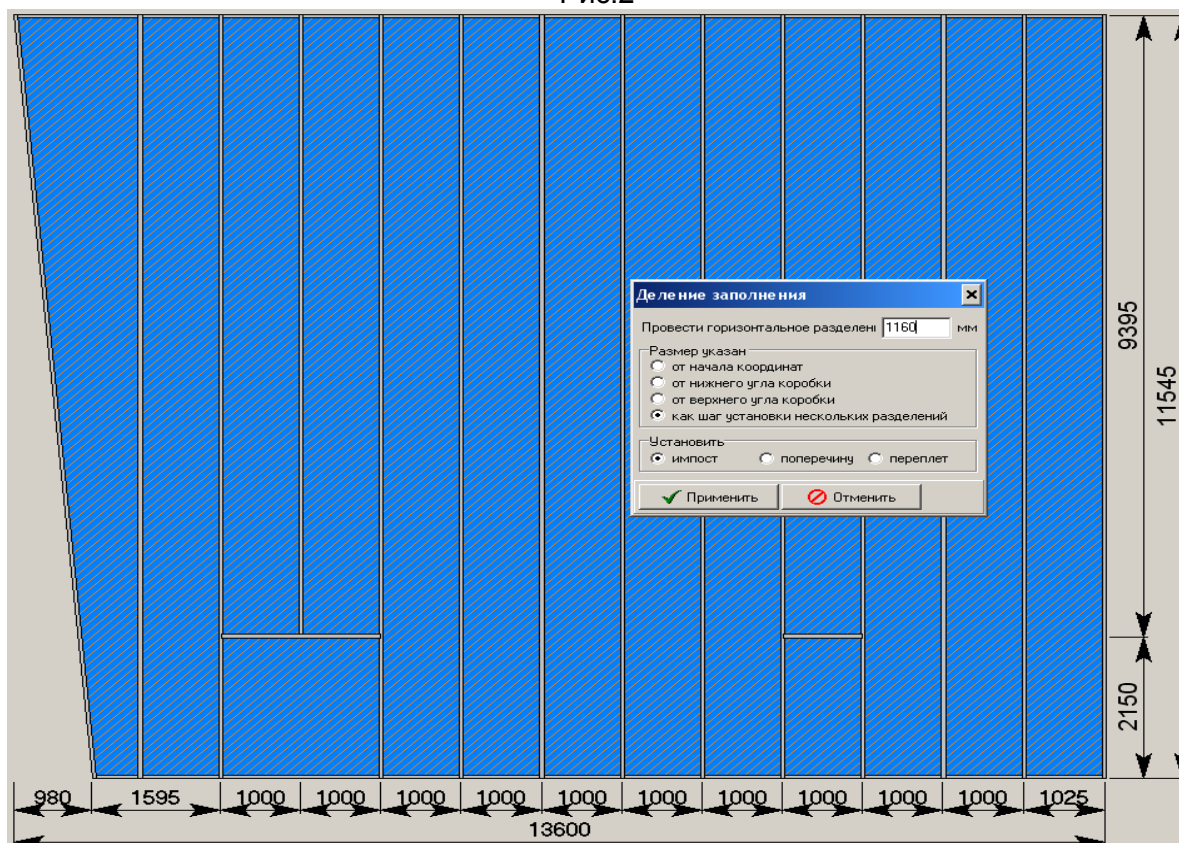 Рис.2
Деление заполнения
Провести горизонтальное разделени 1160 мм
Размер указан
от начала координат
от нижнего угла коробки
от верхнего угла коробки
как шаг установки нескольких разделений
Установить
импост поперечину переплет
Применить Отменить
9395
11545
2150
980 1595 1000 1000 1000 1000 1000 1000 1000 1000 1000 1000 1025
13600